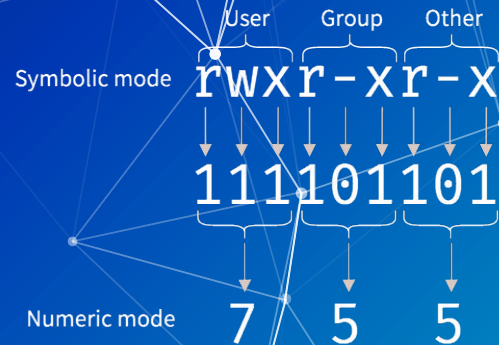 User Group Other
Symbolic mode rwxr-xr-x
111101101
Numeric mode 7 5 5